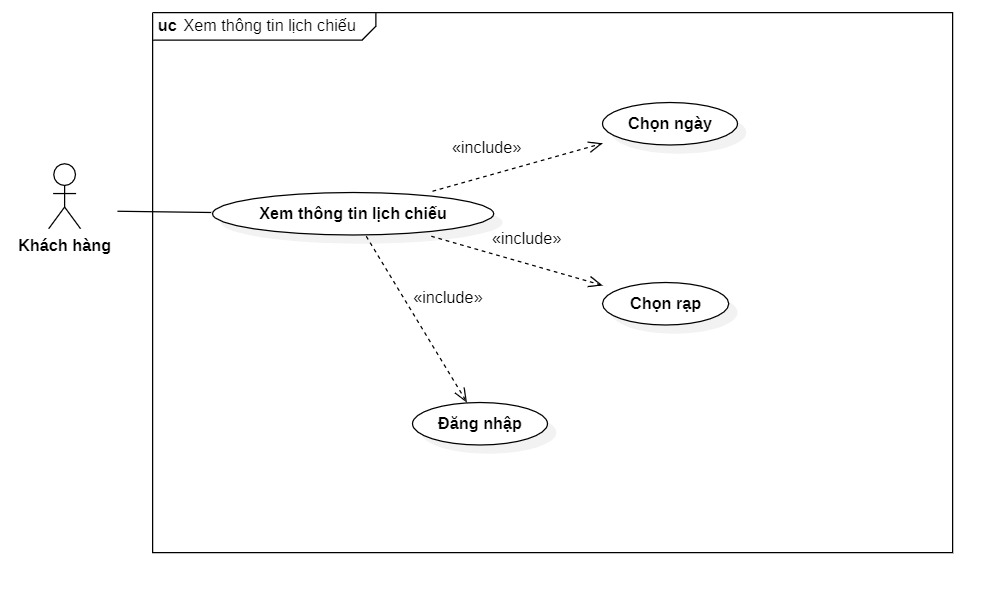 uc Xem thông tin lịch chiếu
Chọn ngày
«include»
Xem thông tin lịch chiếu
Khách hàng
«include»
«include»
Chọn rạp
Đăng nhập